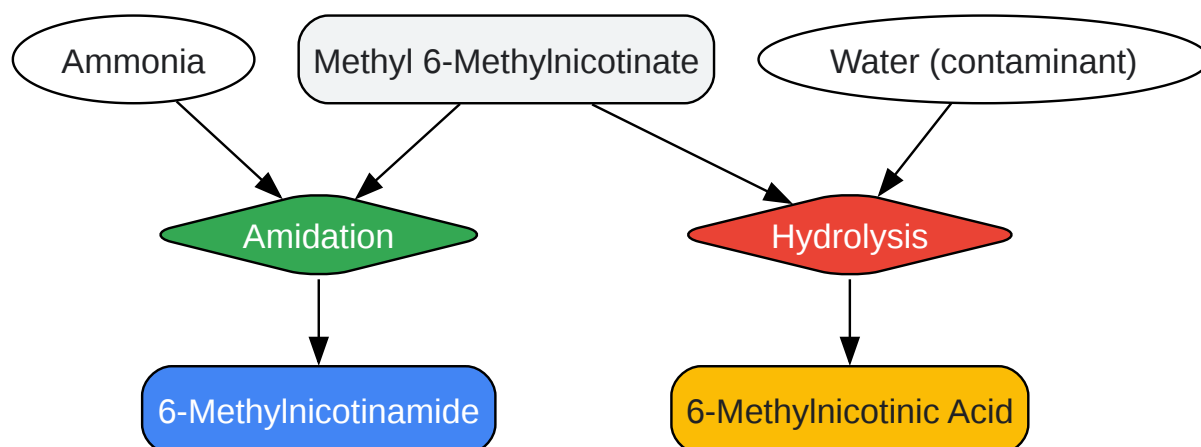 Ammonia
Methyl 6-Methylnicotinate
Water (contaminant)
Amidation
Hydrolysis
6-Methylnicotinamide
6-Methylnicotinic Acid